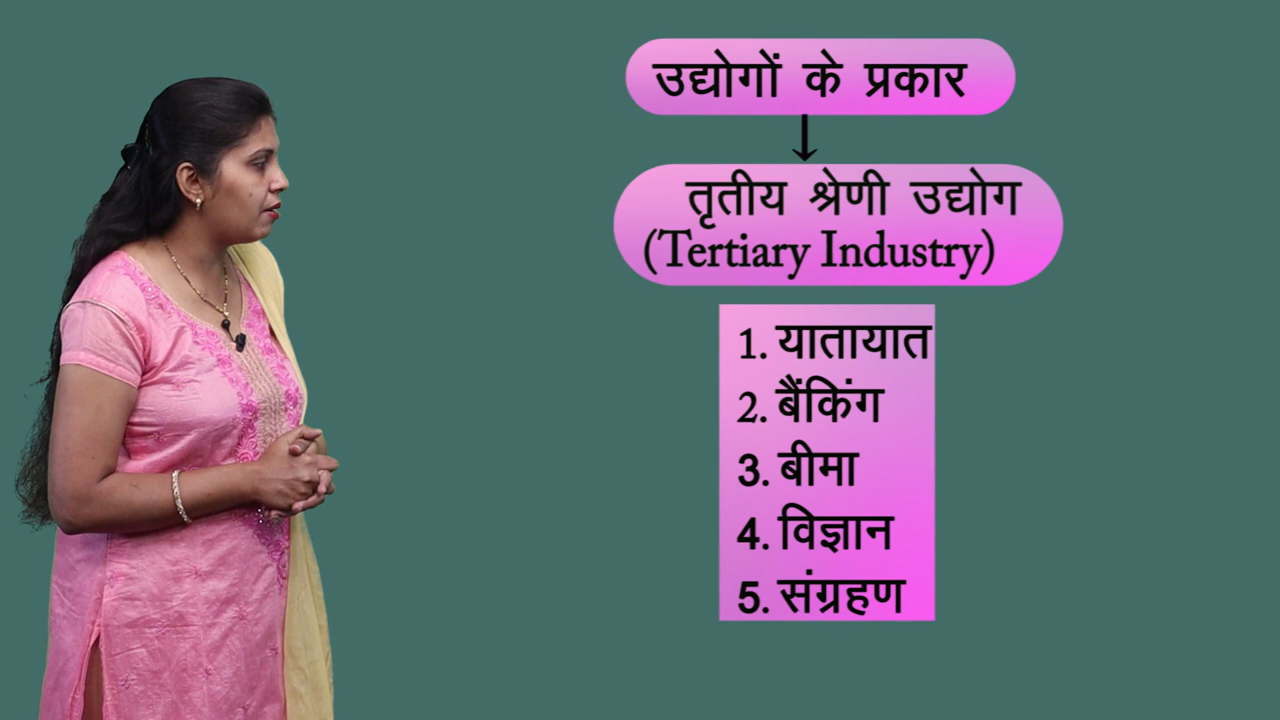 उद्योगों के प्रकार
तृतीय श्रेणी उद्योग
(Tertiary Industry)
1. यातायात
2. बैंकिंग
3. बीमा
4. विज्ञान
5. संग्रहण